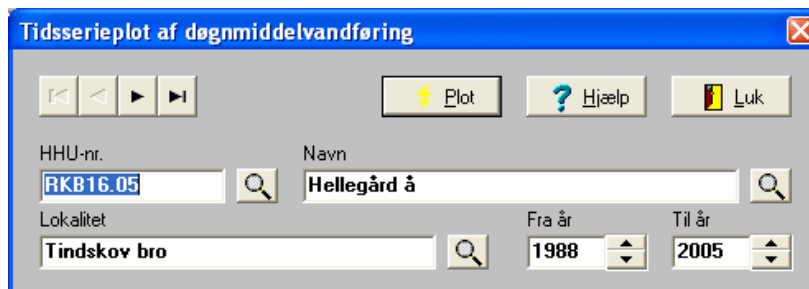 Tidsserieplot af døgnmiddelvandføring
Plot Hjælp Luk
HHU-nr. Navn
RKB16.05 Hellegård å
Lokalitet Fra år Til år
Tindskov bro 1988 2005